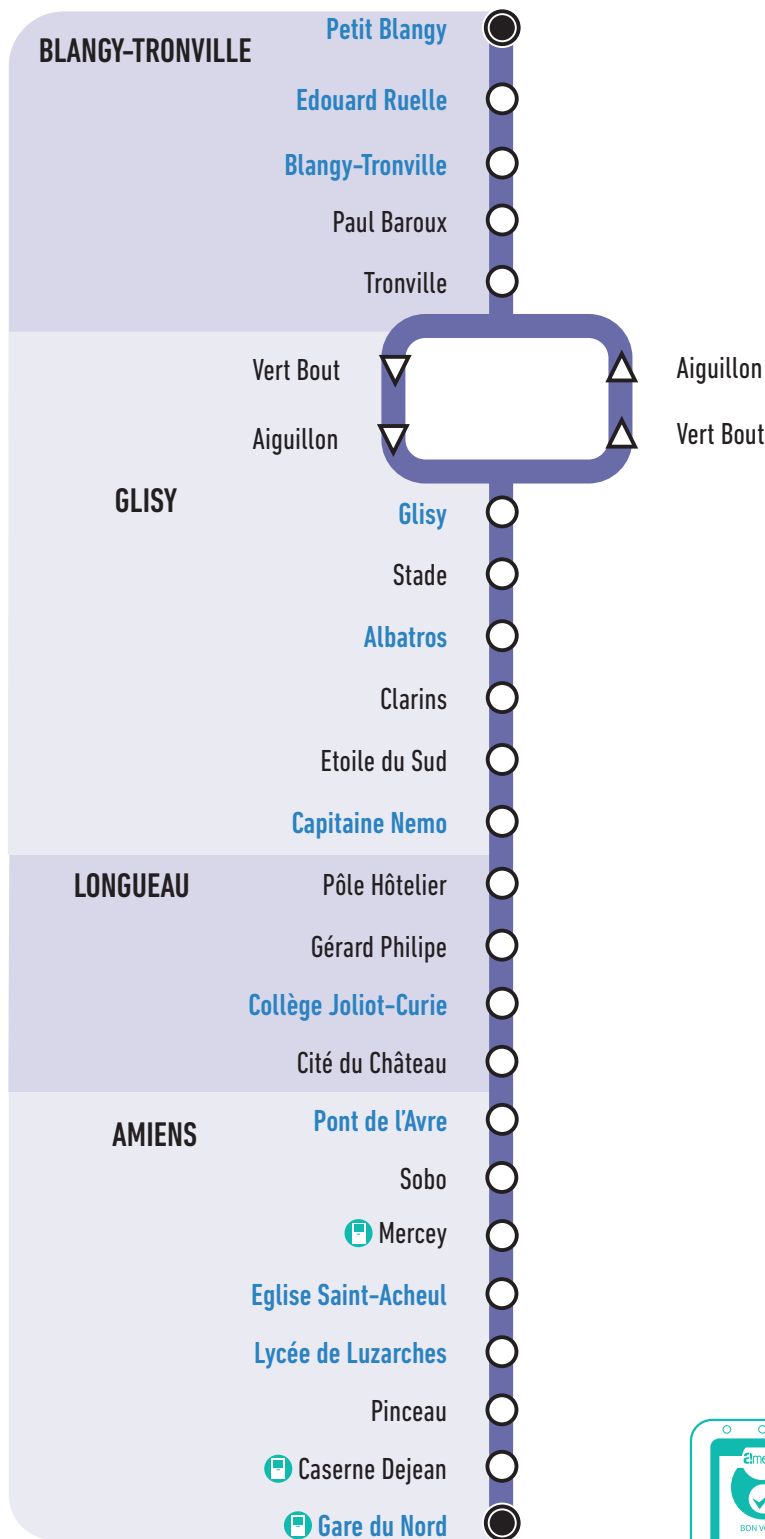 BLANGY-TRONVILLE
Petit Blangy
Edouard Ruelle
Blangy-Tronville
Paul Baroux
Tronville
Vert Bout
Aiguillon
Aiguillon
Vert Bout
GLISY
Glisy
Stade
Albatros
Clarins
Etoile du Sud
Capitaine Nemo
LONGUEAU
Pôle Hôtelier
Gérard Philipe
Collège Joliot-Curie
Cité du Château
AMIENS
Pont de l'Avre
Sobo
Mercey
Eglise Saint-Acheul
Lycée de Luzarches
Pinceau
Caserne Dejean
Gare du Nord
BON